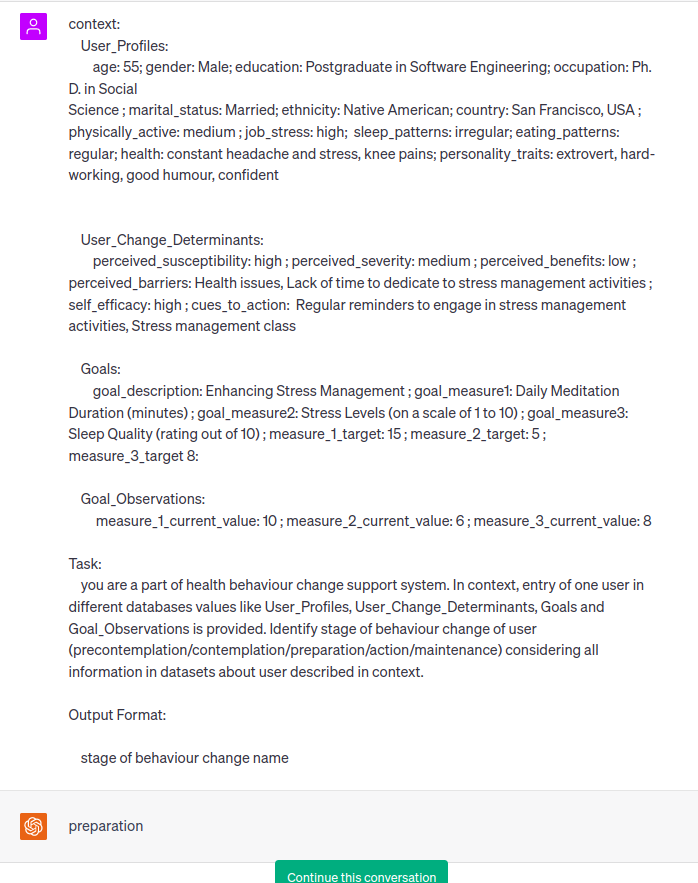 context:
User_Profiles:
age: 55; gender: Male; education: Postgraduate in Software Engineering; occupation: Ph.
D. in Social
Science ; marital_status: Married; ethnicity: Native American; country: San Francisco, USA ;
physically_active: medium ; job_stress: high; sleep_patterns: irregular; eating_patterns:
regular; health: constant headache and stress, knee pains; personality_traits: extrovert, hard-
working, good humour, confident
User_Change_Determinants:
perceived_susceptibility: high ; perceived_severity: medium ; perceived_benefits: low ;
perceived_barriers: Health issues, Lack of time to dedicate to stress management activities ;
self_efficacy: high ; cues_to_action: Regular reminders to engage in stress management
activities, Stress management class
Goals:
goal_description: Enhancing Stress Management ; goal_measure1: Daily Meditation
Duration (minutes) ; goal_measure2: Stress Levels (on a scale of 1 to 10) ; goal_measure3:
Sleep Quality (rating out of 10) ; measure_1_target: 15 ; measure_2_target: 5 ;
measure_3_target 8:
Goal_Observations:
measure_1_current_value: 10 ; measure_2_current_value: 6 ; measure_3_current_value: 8
Task:
you are a part of health behaviour change support system. In context, entry of one user in
different databases values like User_Profiles, User_Change_Determinants, Goals and
Goal_Observations is provided. Identify stage of behaviour change of user
(precontemplation/contemplation/preparation/action/maintenance) considering all
information in datasets about user described in context.
Output Format:
stage of behaviour change name
preparation
Continue this conversation